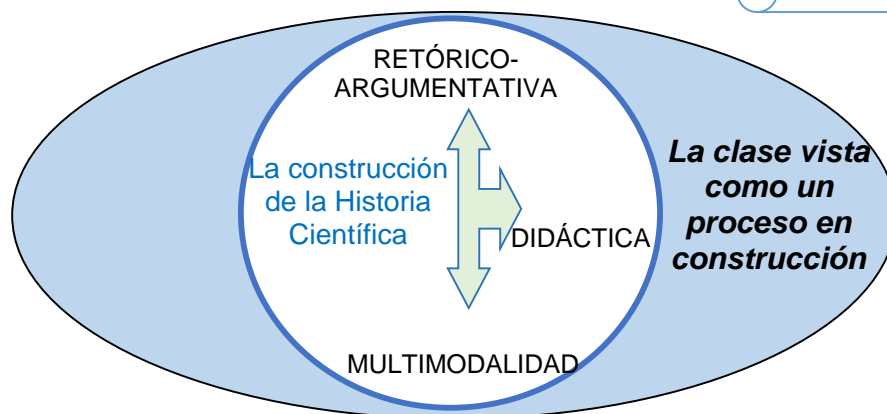 RETÓRICO-
ARGUMENTATIVA
La construcción
de la Historia
Científica
DIDÁCTICA
MULTIMODALIDAD
La clase vista
como un
proceso en
construcción